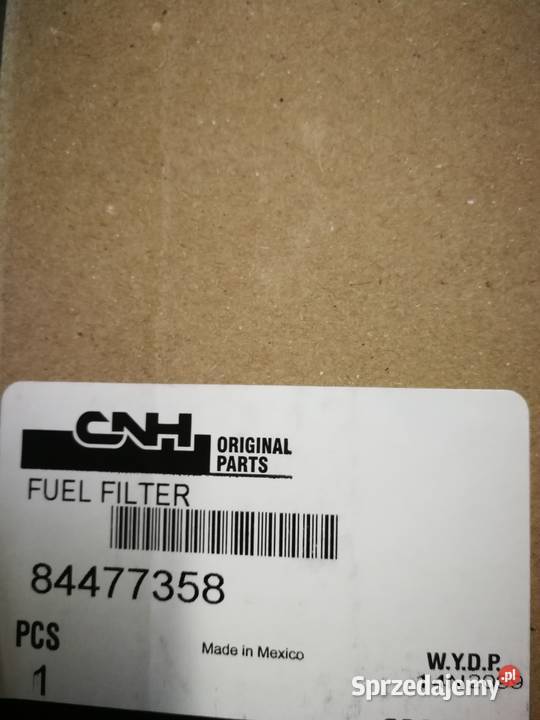 CNH
ORIGINAL
PARTS
FUEL FILTER
84477358
PCS
Made in Mexico
1
W.Y.D.P.
Sprzedajemy.pl